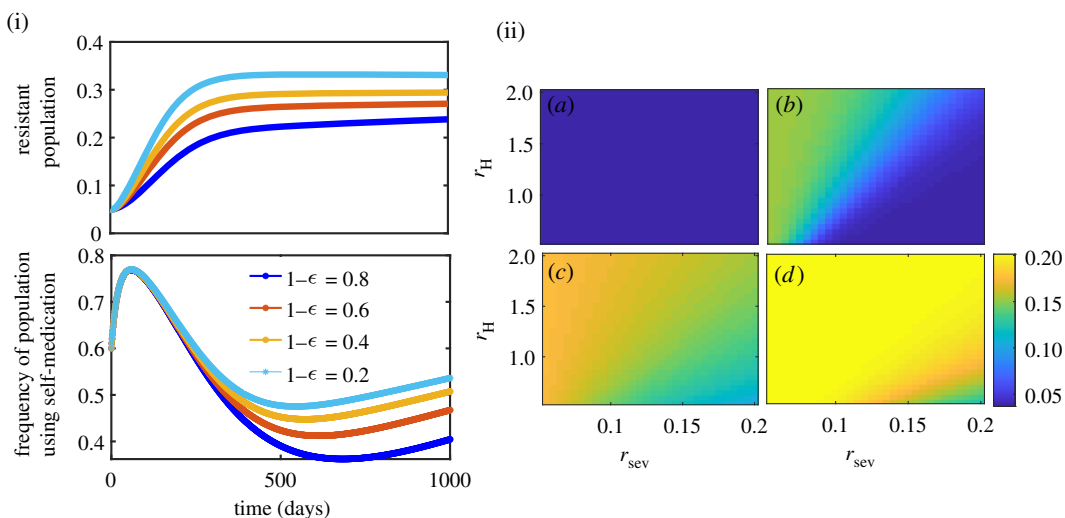 (i)
resistant
population
0.4
0.3
0.2
0.1
0
frequency of population
using self-medication
0.8
0.7
0.6
0.5
0.4
1–ϵ = 0.8
1–ϵ = 0.6
1–ϵ = 0.4
1–ϵ = 0.2
0 500 1000
time (days)
(ii)
(a) (b)
2.0
1.5
1.0
r_H
(c) (d)
2.0
1.5
1.0
r_H
0.1 0.15 0.2
r_sev
0.1 0.15 0.2
r_sev
0.20
0.15
0.10
0.05